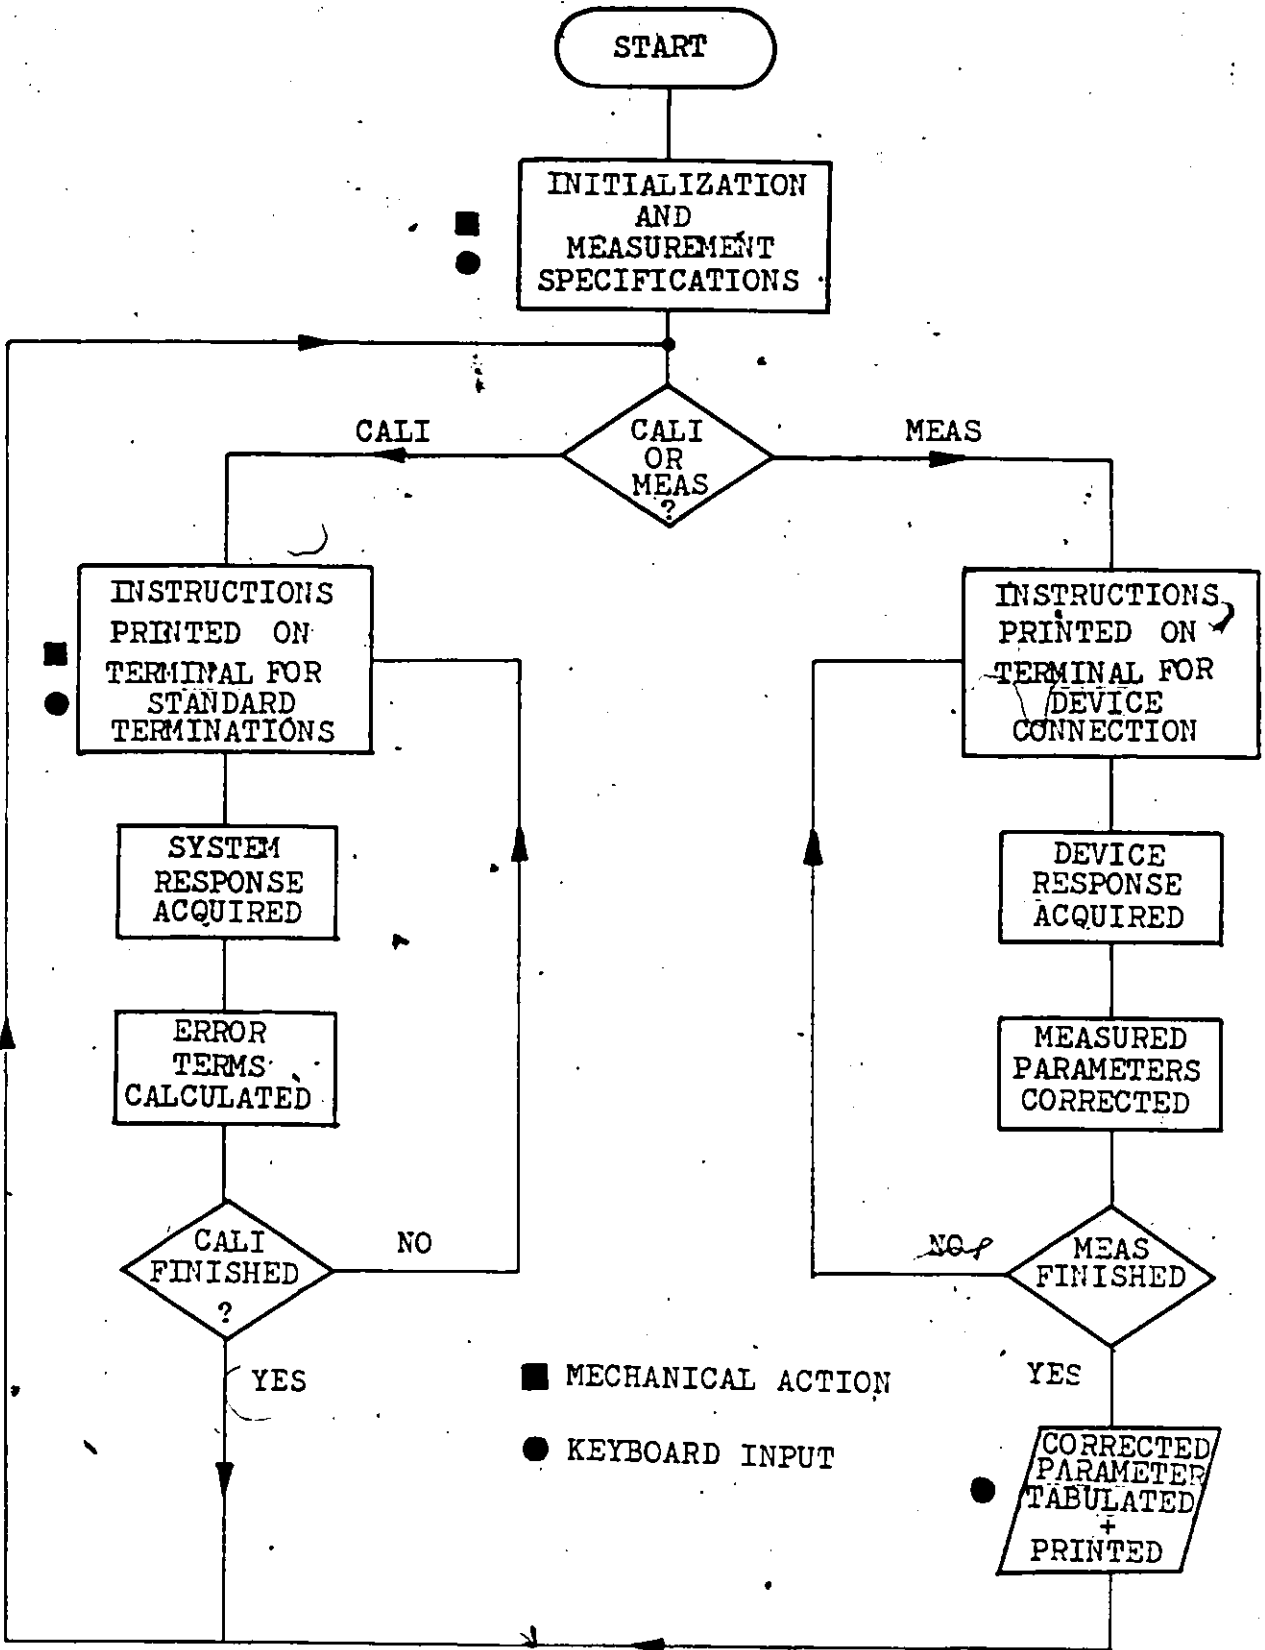 START
INITIALIZATION
AND
MEASUREMENT
SPECIFICATIONS
CALI
CALI
OR
MEAS
?
MEAS
INSTRUCTIONS
PRINTED ON
TERMINAL FOR
STANDARD
TERMINATIONS
INSTRUCTIONS
PRINTED ON
TERMINAL FOR
DEVICE
CONNECTION
SYSTEM
RESPONSE
ACQUIRED
DEVICE
RESPONSE
ACQUIRED
ERROR
TERMS
CALCULATED
MEASURED
PARAMETERS
CORRECTED
CALI
FINISHED
?
NO
NO
MEAS
FINISHED
YES
YES
MECHANICAL ACTION
KEYBOARD INPUT
CORRECTED
PARAMETER
TABULATED
+
PRINTED